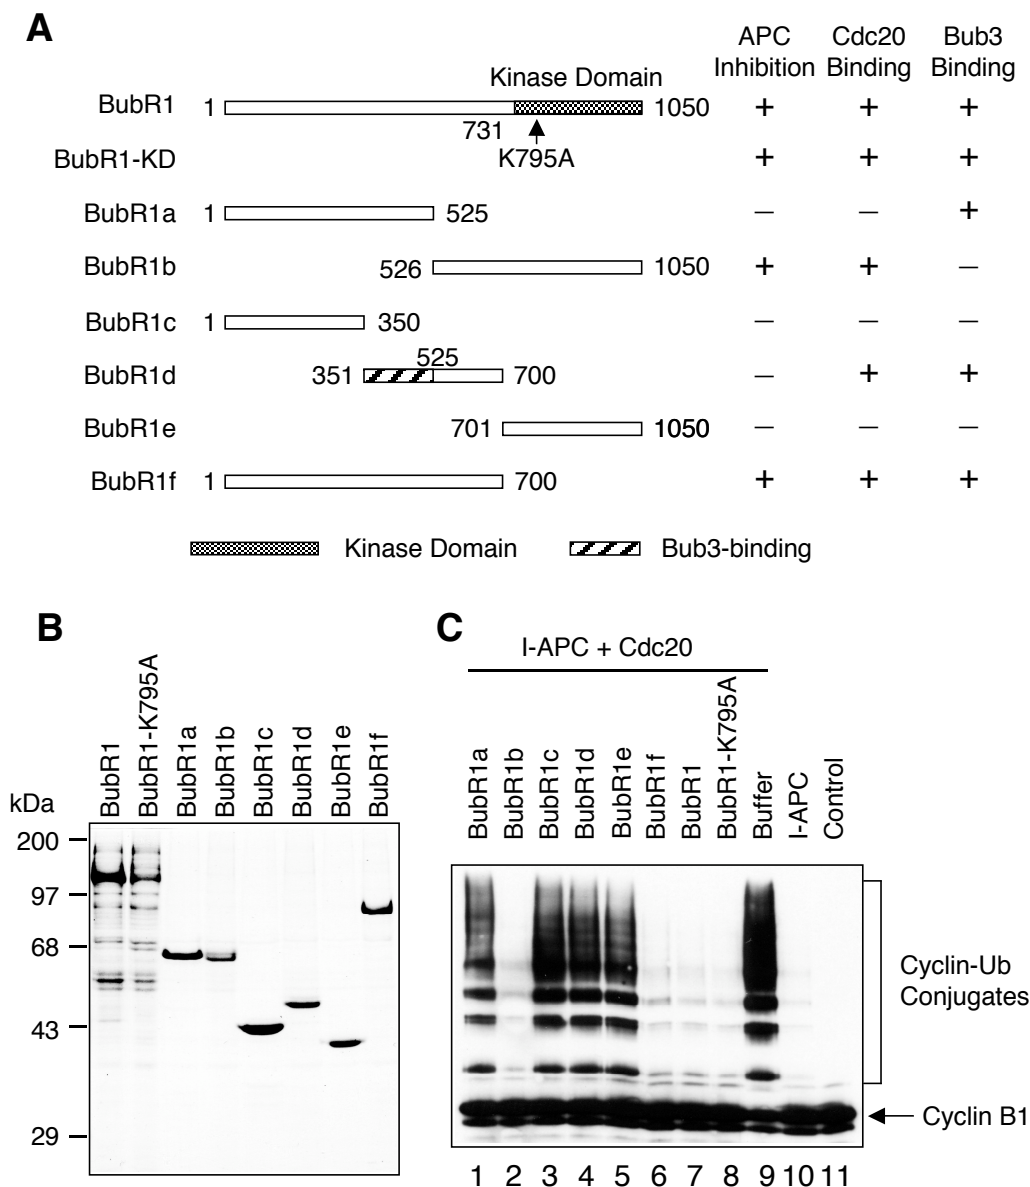 A
APC Inhibition Cdc20 Binding Bub3 Binding
Kinase Domain
BubR1 1 1050 + + +
731
K795A
BubR1-KD + + +
BubR1a 1 525 – – +
BubR1b 526 1050 + + –
BubR1c 1 350 – – –
525
BubR1d 351 700 – + +
BubR1e 701 1050 – – –
BubR1f 1 700 + + +
Kinase Domain Bub3-binding
B
kDa
BubR1
BubR1-K795A
BubR1a
BubR1b
BubR1c
BubR1d
BubR1e
BubR1f
200
97
68
43
29
C
I-APC + Cdc20
BubR1a
BubR1b
BubR1c
BubR1d
BubR1e
BubR1f
BubR1
BubR1-K795A
Buffer
I-APC
Control
Cyclin-Ub
Conjugates
Cyclin B1
1 2 3 4 5 6 7 8 9 10 11